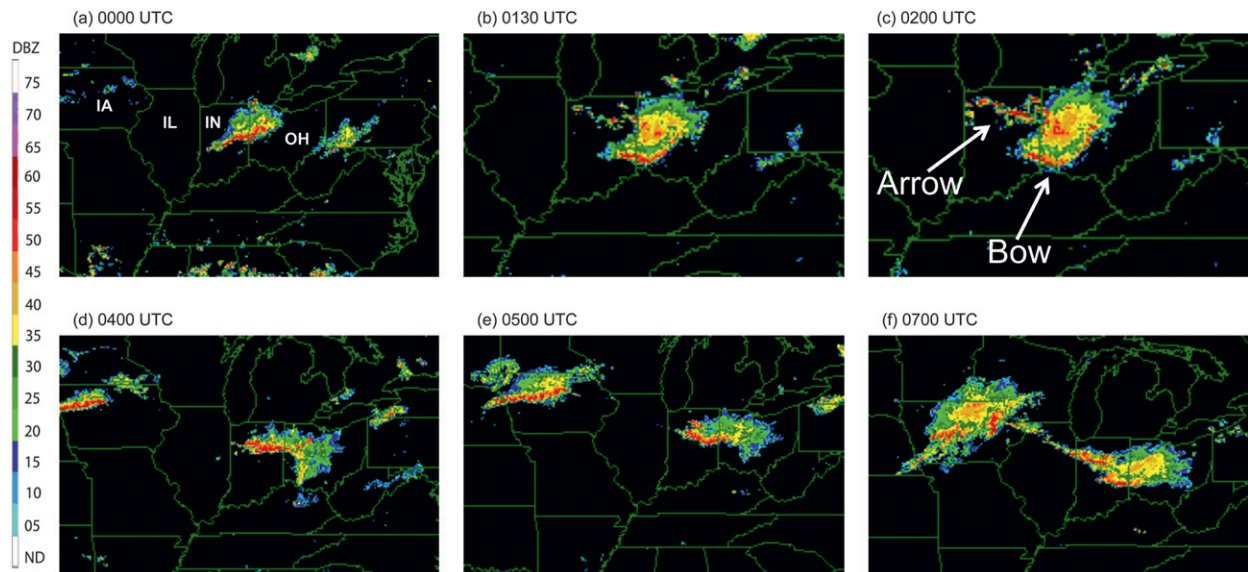 (a) 0000 UTC
(b) 0130 UTC
(c) 0200 UTC
DBZ
75
70
65
60
55
50
45
40
35
30
25
20
15
10
05
ND
IA
IL
IN
OH
Arrow
Bow
(d) 0400 UTC
(e) 0500 UTC
(f) 0700 UTC